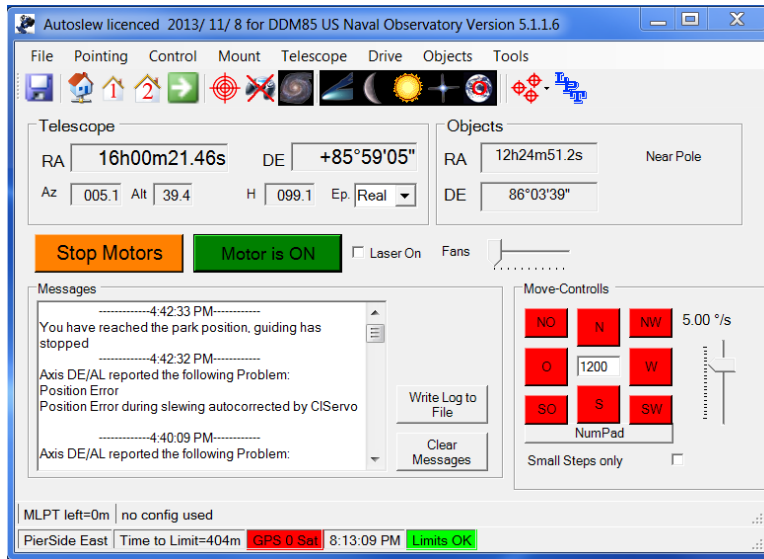 Autoslew licenced 2013/ 11/ 8 for DDM85 US Naval Observatory Version 5.1.1.6
File Pointing Control Mount Telescope Drive Objects Tools
1 2
Telescope
RA 16h00m21.46s DE +85°59'05"
Az 005.1 Alt 39.4 H 099.1 Ep. Real
Objects
RA 12h24m51.2s Near Pole
DE 86°03'39"
Stop Motors Motor is ON Laser On Fans
Messages
------------4:42:33 PM-----------
You have reached the park position, guiding has
stopped
------------4:42:32 PM-----------
Axis DE/AL reported the following Problem:
Position Error
Position Error during slewing autocorrected by ClServo
------------4:40:09 PM-----------
Axis DE/AL reported the following Problem:
Write Log to
File
Clear
Messages
Move-Controlls
NO N NW 5.00 °/s
O 1200 W
SO S SW
NumPad
Small Steps only
MLPT left=0m no config used
PierSide East Time to Limit=404m GPS 0 Sat 8:13:09 PM Limits OK